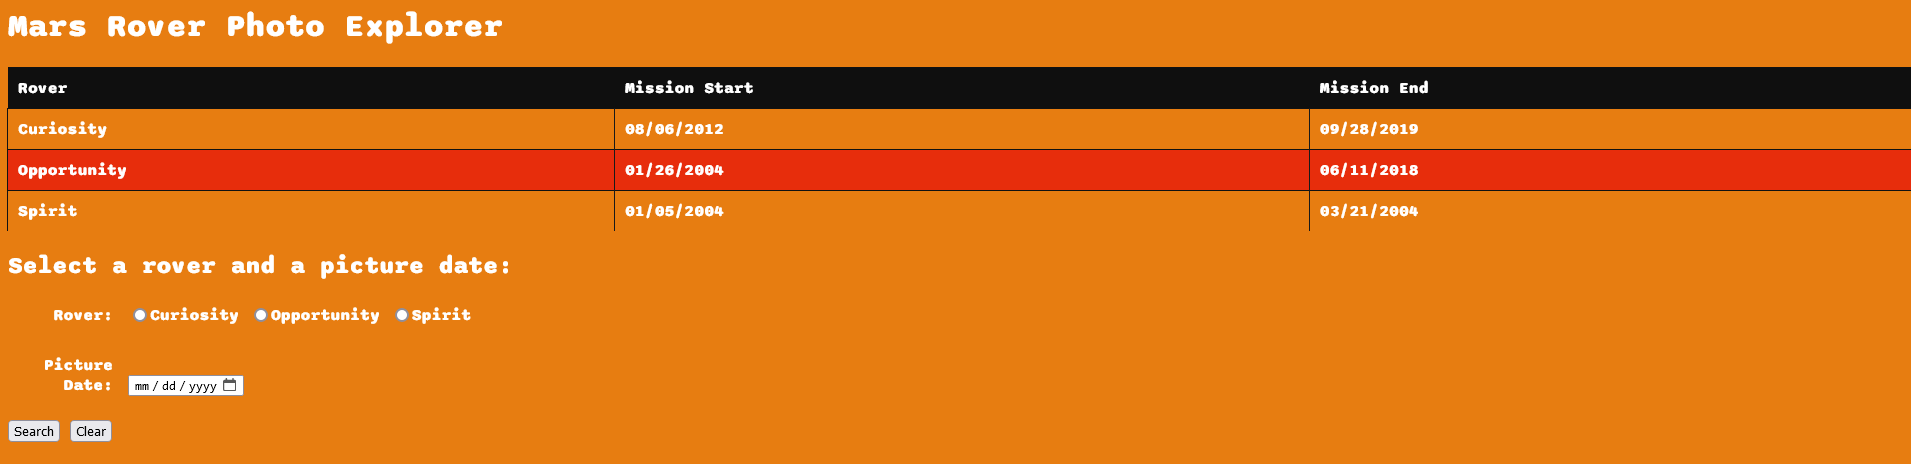 Mars Rover Photo Explorer
Rover Mission Start Mission End
Curiosity 08/06/2012 09/28/2019
Opportunity 01/26/2004 06/11/2018
Spirit 01/05/2004 03/21/2004
Select a rover and a picture date:
Rover: Curiosity Opportunity Spirit
Picture
Date: mm / dd / yyyy
Search Clear